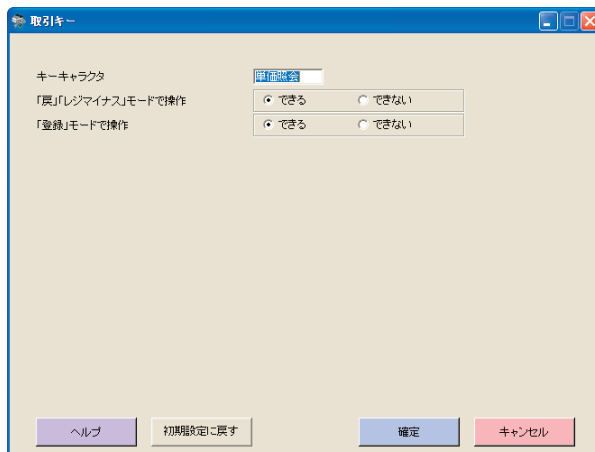 取引キー
キーキャラクタ 単価照会
「戻」「レジマイナス」モードで操作 できる できない
「登録」モードで操作 できる できない
ヘルプ 初期設定に戻す 確定 キャンセル